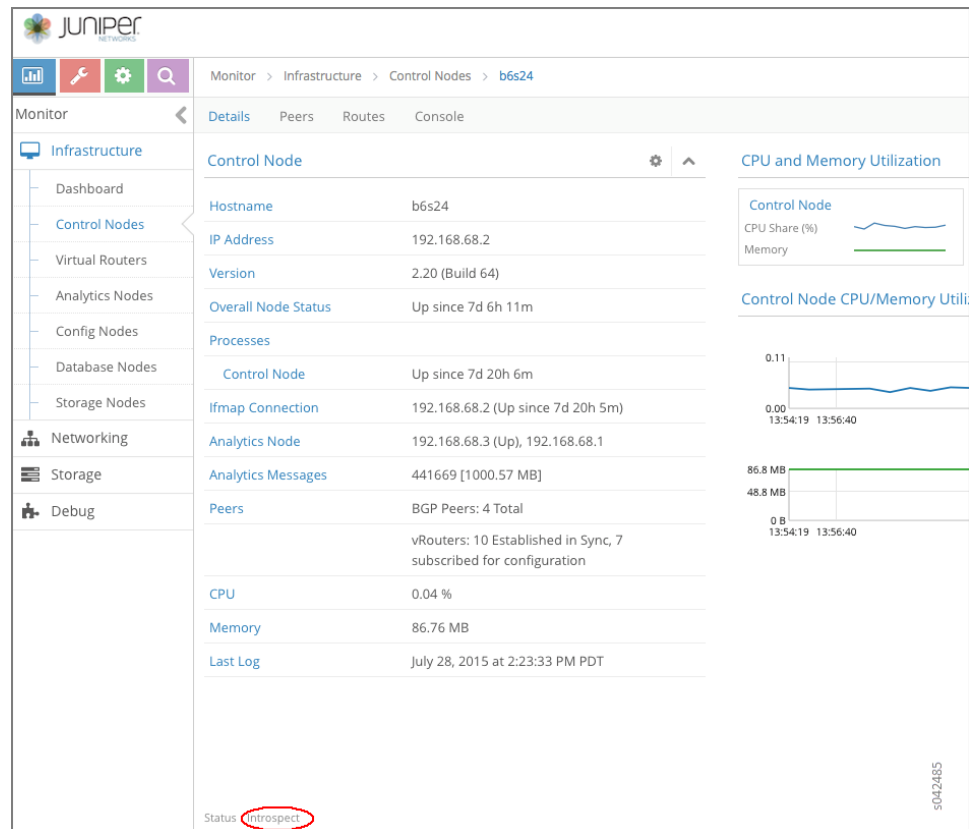 JUNIPER
NETWORKS
Monitor > Infrastructure > Control Nodes > b6s24
Monitor
Details Peers Routes Console
Infrastructure
Dashboard
Control Nodes
Virtual Routers
Analytics Nodes
Config Nodes
Database Nodes
Storage Nodes
Networking
Storage
Debug
Control Node
Hostname b6s24
IP Address 192.168.68.2
Version 2.20 (Build 64)
Overall Node Status Up since 7d 6h 11m
Processes
Control Node Up since 7d 20h 6m
Ifmap Connection 192.168.68.2 (Up since 7d 20h 5m)
Analytics Node 192.168.68.3 (Up), 192.168.68.1
Analytics Messages 441669 [1000.57 MB]
Peers BGP Peers: 4 Total
vRouters: 10 Established in Sync, 7
subscribed for configuration
CPU 0.04 %
Memory 86.76 MB
Last Log July 28, 2015 at 2:23:33 PM PDT
Status Introspect
CPU and Memory Utilization
Control Node
CPU Share (%)
Memory
Control Node CPU/Memory Utili
0.11
0.00
13:54:19 13:56:40
86.8 MB
48.8 MB
0 B
13:54:19 13:56:40
s042485